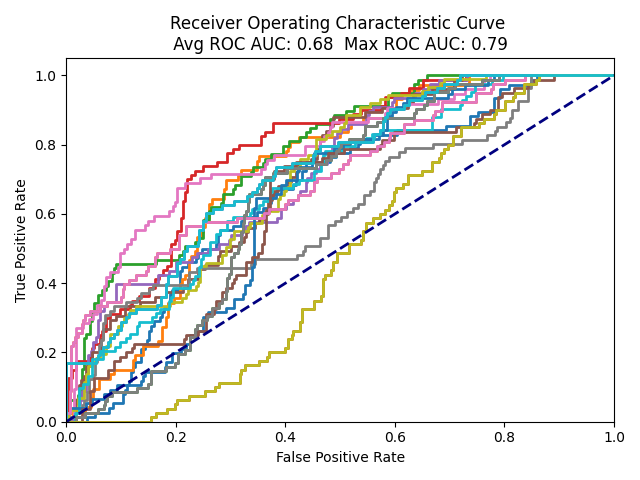 Receiver Operating Characteristic Curve
Avg ROC AUC: 0.68 Max ROC AUC: 0.79
True Positive Rate
1.0
0.8
0.6
0.4
0.2
0.0
0.0 0.2 0.4 0.6 0.8 1.0
False Positive Rate